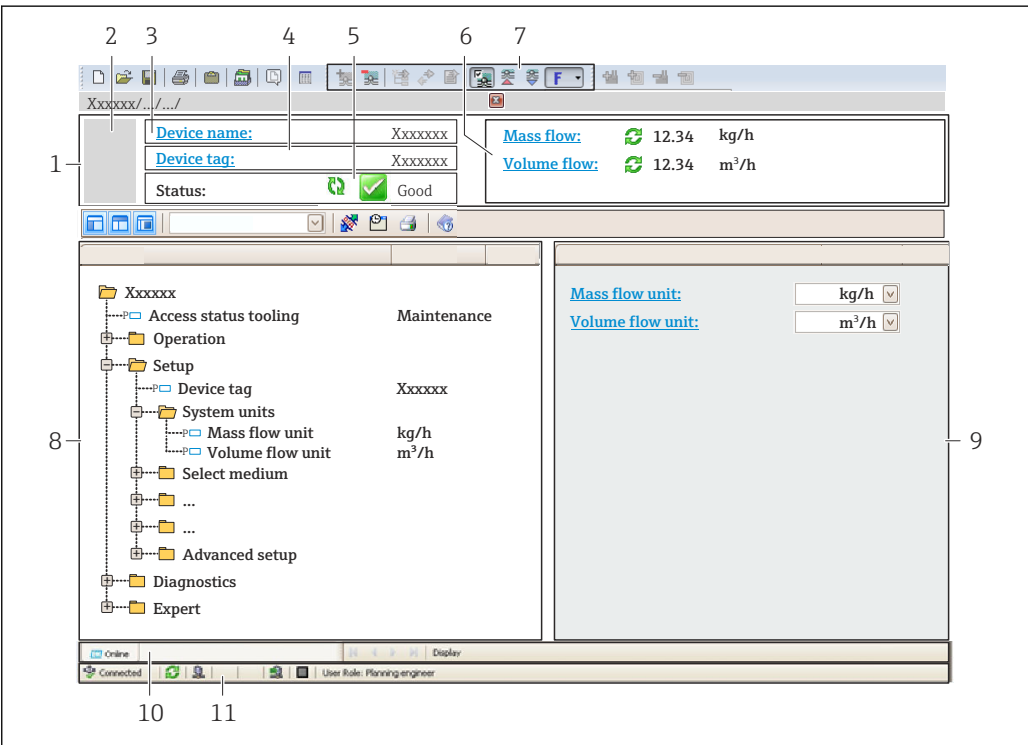 2 3 4 5 6 7
F
Xxxxxx/.../.../
1
Device name: Xxxxxxx
Device tag: Xxxxxxx
Status: Good
Mass flow: 12.34 kg/h
Volume flow: 12.34 m³/h
Xxxxxx
Access status tooling Maintenance
Operation
Setup
Device tag Xxxxxx
System units
Mass flow unit kg/h
Volume flow unit m³/h
Select medium
...
...
Advanced setup
Diagnostics
Expert
8
Mass flow unit: kg/h
Volume flow unit: m³/h
9
Online Display
Connected User Role: Planning engineer
10 11